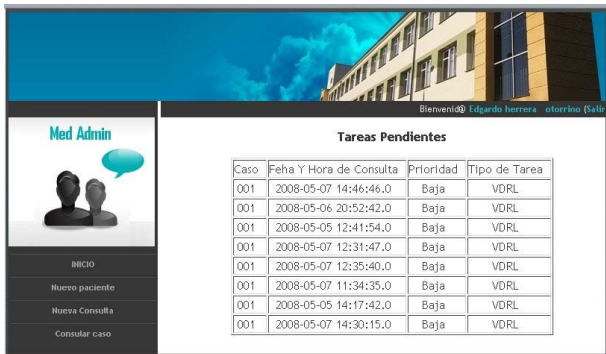 Bienvenid@ Edgardo herrera otorrino (Salir
Med Admin
INICIO
Nuevo paciente
Nueva Consulta
Consular caso
Tareas Pendientes
Caso Feha Y Hora de Consulta Prioridad Tipo de Tarea
001 2008-05-07 14:46:46.0 Baja VDRL
001 2008-05-06 20:52:42.0 Baja VDRL
001 2008-05-05 12:41:54.0 Baja VDRL
001 2008-05-07 12:31:47.0 Baja VDRL
001 2008-05-07 12:35:40.0 Baja VDRL
001 2008-05-07 11:34:35.0 Baja VDRL
001 2008-05-05 14:17:42.0 Baja VDRL
001 2008-05-07 14:30:15.0 Baja VDRL